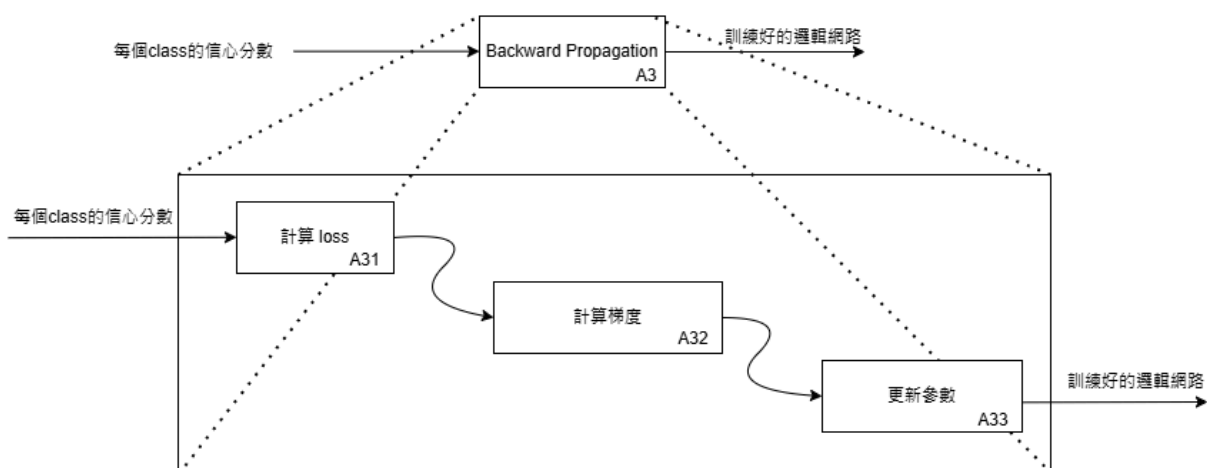 每個class的信心分數
Backward Propagation
A3
訓練好的邏輯網路
每個class的信心分數
計算 loss
A31
計算梯度
A32
更新參數
A33
訓練好的邏輯網路